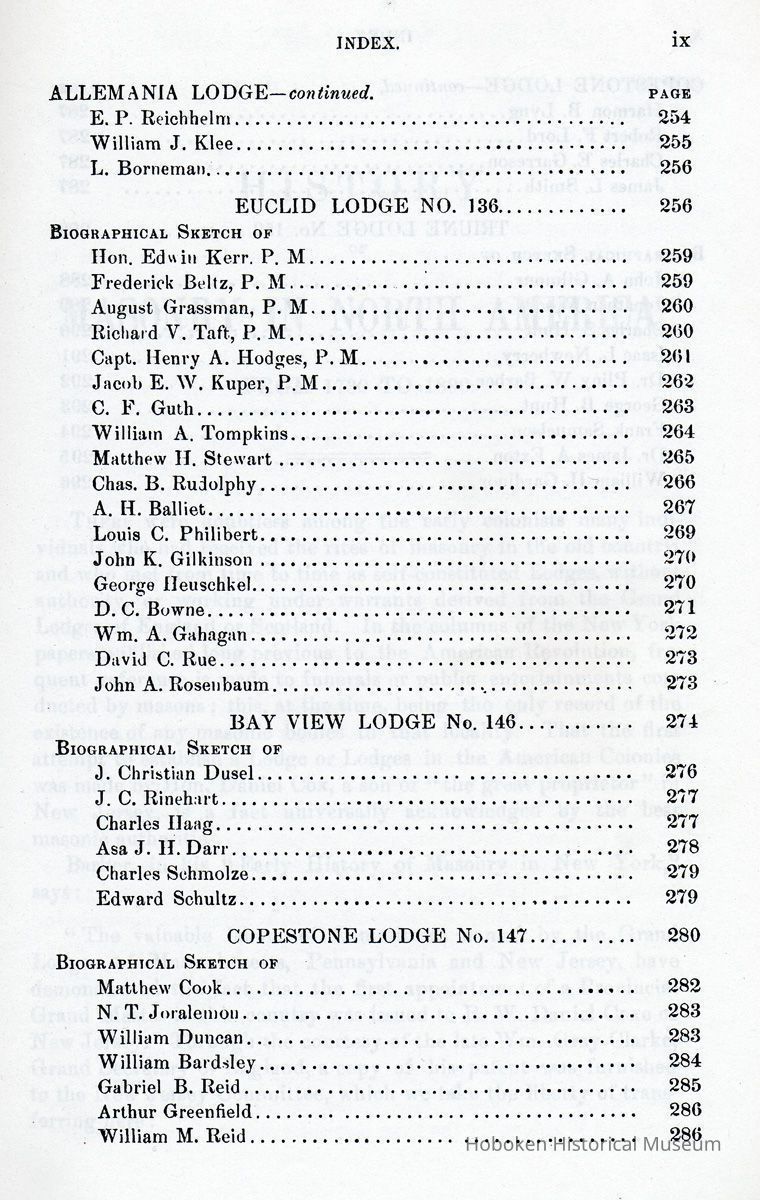 INDEX. ix
ALLEMANIA LODGE—continued. PAGE
E. P. Reichhelm........................................ 254
William J. Klee........................................ 255
L. Borneman........................................ 256
EUCLID LODGE NO. 136............ 256
BIOGRAPHICAL SKETCH OF
Hon. Edwin Kerr. P. M.............................. 259
Frederick Beltz, P. M.............................. 259
August Grassman, P. M.............................. 260
Richard V. Taft, P. M.............................. 260
Capt. Henry A. Hodges, P. M......................... 261
Jacob E. W. Kuper, P. M............................ 262
C. F. Guth........................................ 263
William A. Tompkins.............................. 264
Matthew H. Stewart.............................. 265
Chas. B. Rudolphy................................ 266
A. H. Balliet.................................... 267
Louis C. Philibert............................... 269
John K. Gilkinson................................ 270
George Heuschkel................................ 270
D. C. Bowne..................................... 271
Wm. A. Gahagan................................. 272
David C. Rue.................................... 273
John A. Rosenbaum............................... 273
BAY VIEW LODGE No. 146............ 274
BIOGRAPHICAL SKETCH OF
J. Christian Dusel................................ 276
J. C. Rinehart................................... 277
Charles Haag.................................... 277
Asa J. H. Darr................................... 278
Charles Schmolze................................ 279
Edward Schultz.................................. 279
COPESTONE LODGE No. 147........... 280
BIOGRAPHICAL SKETCH OF
Matthew Cook................................... 282
N. T. Joralemon................................. 283
William Duncan................................. 283
William Bardsley................................ 284
Gabriel B. Reid.................................. 285
Arthur Greenfield................................ 286
William M. Reid................................. 286
Hoboken Historical Museum